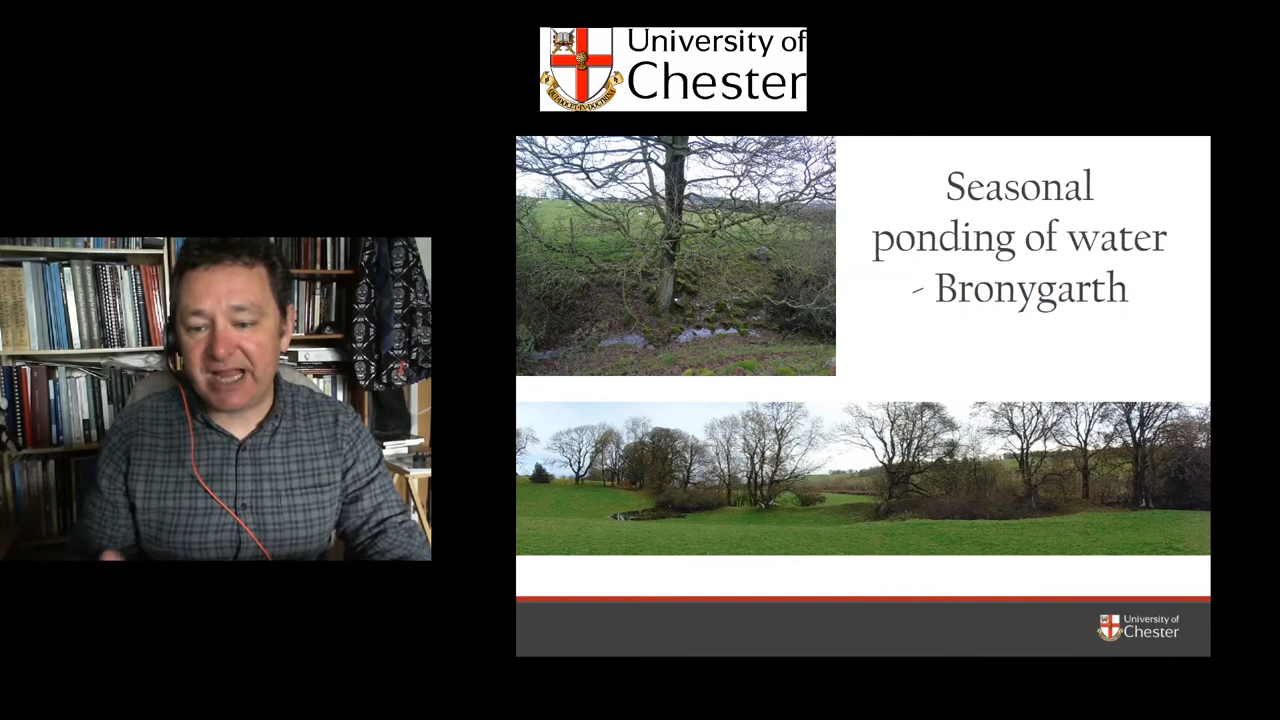 University of
Chester
Seasonal
ponding of water
- Bronygarth
University of
Chester